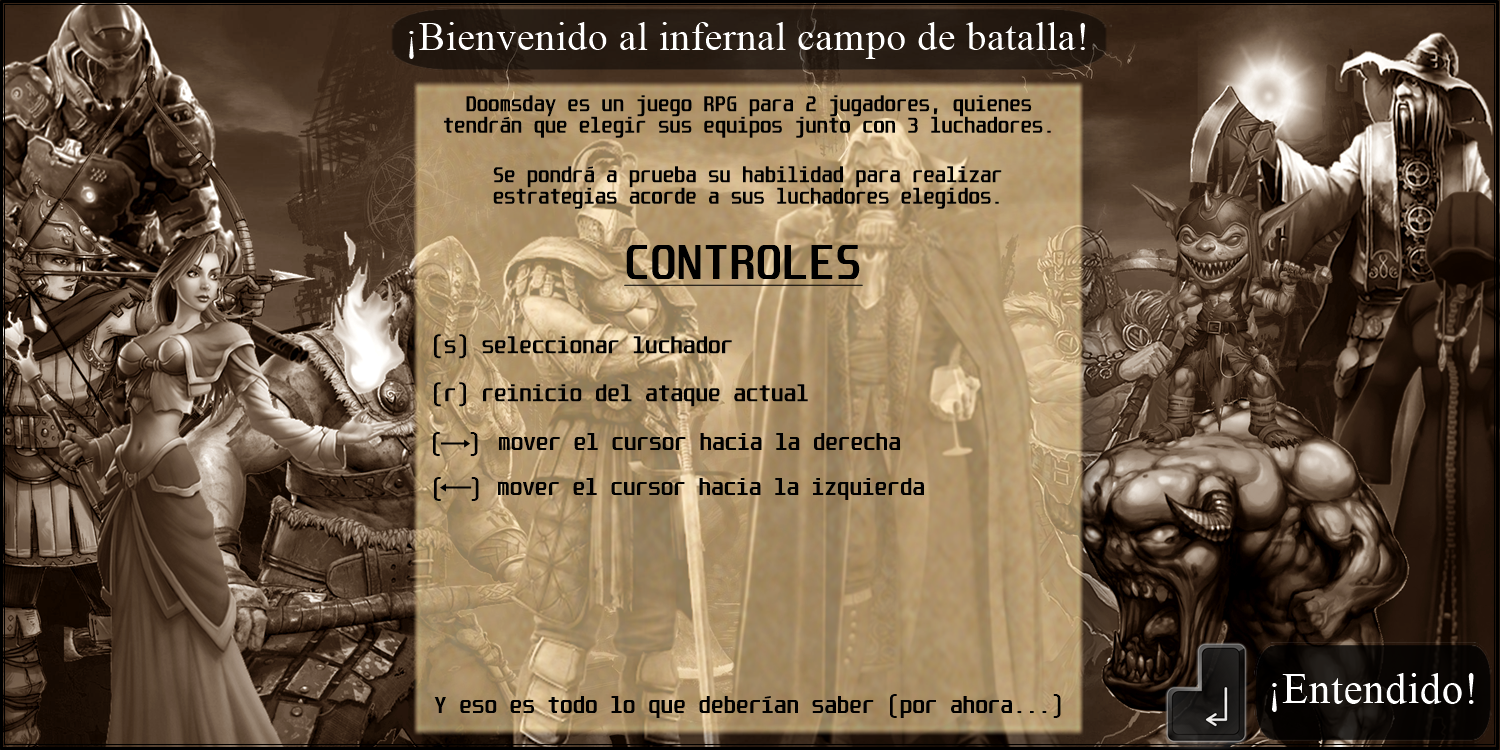 ¡Bienvenido al infernal campo de batalla!
Doomsday es un juego RPG para 2 jugadores, quienes
tendrán que elegir sus equipos junto con 3 luchadores.
Se pondrá a prueba su habilidad para realizar
estrategias acorde a sus luchadores elegidos.
CONTROLES
(s) seleccionar luchador
(r) reinicio del ataque actual
(→) mover el cursor hacia la derecha
(←) mover el cursor hacia la izquierda
Y eso es todo lo que deberían saber (por ahora...)
¡Entendido!